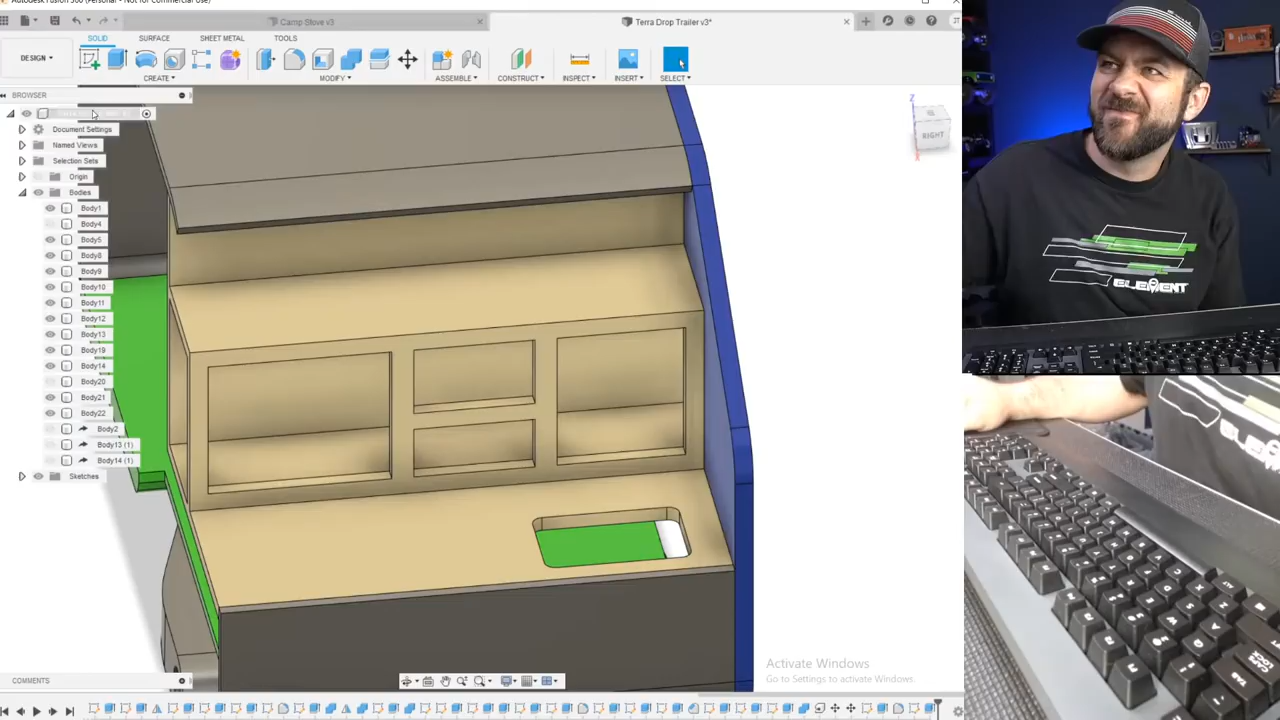 Autodesk Fusion 360 (Personal - Not for Commercial Use)
Camp Stove v3
Terra Drop Trailer v3*
JT
DESIGN
SOLID
SURFACE
SHEET METAL
TOOLS
CREATE
MODIFY
ASSEMBLE
CONSTRUCT
INSPECT
INSERT
SELECT
BROWSER
Document Settings
Named Views
Selection Sets
Origin
Bodies
Body1
Body4
Body5
Body8
Body9
Body10
Body11
Body12
Body13
Body19
Body14
Body20
Body21
Body22
Body2
Body13 (1)
Body14 (1)
Sketches
Z
RIGHT
ELEMENT
Activate Windows
Go to Settings to activate Windows.
COMMENTS